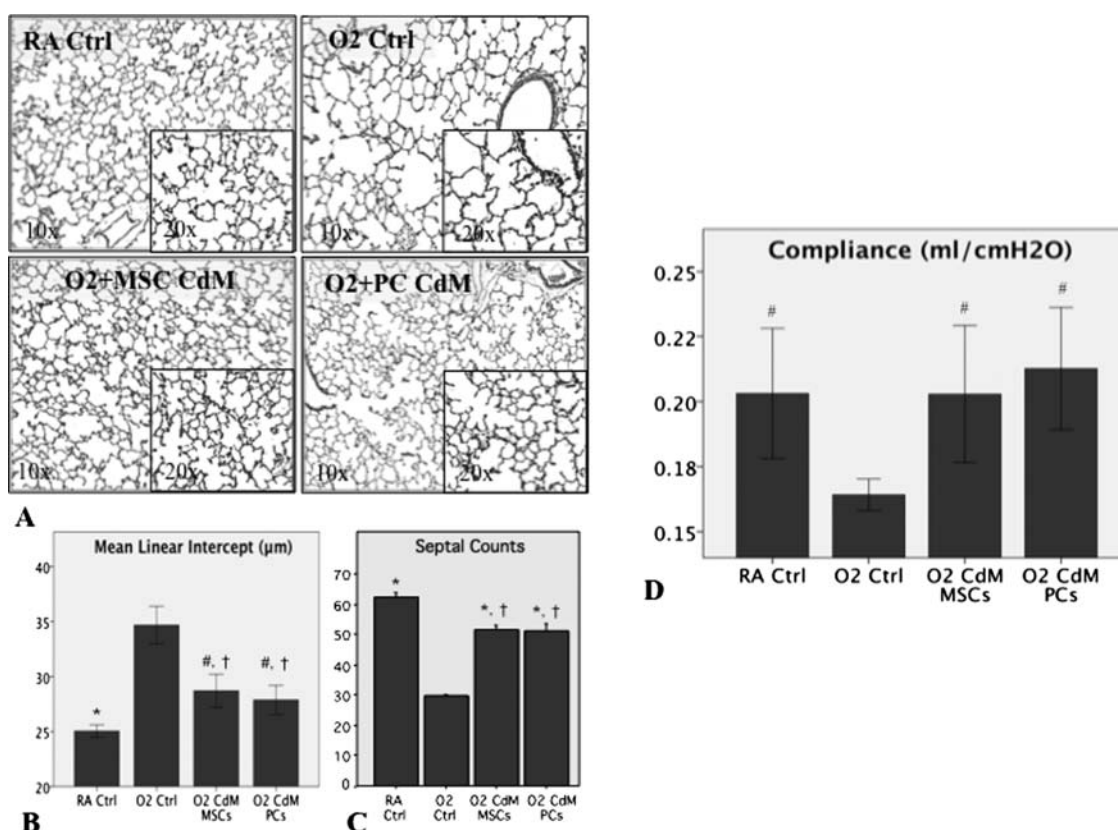 RA Ctrl
O2 Ctrl
10x
20x
10x
20x
O2+MSC CdM
O2+PC CdM
10x
20x
10x
20x
A
Mean Linear Intercept (µm)
40
35
30
25
20
*
#, †
#, †
RA Ctrl
O2 Ctrl
O2 CdM
MSCs
O2 CdM
PCs
B
Septal Counts
70
60
50
40
30
20
10
0
*
*, †
*, †
RA
Ctrl
O2
Ctrl
O2 CdM
MSCs
O2 CdM
PCs
C
Compliance (ml/cmH2O)
0.25
0.22
0.20
0.18
0.15
#
#
#
RA Ctrl
O2 Ctrl
O2 CdM
MSCs
O2 CdM
PCs
D